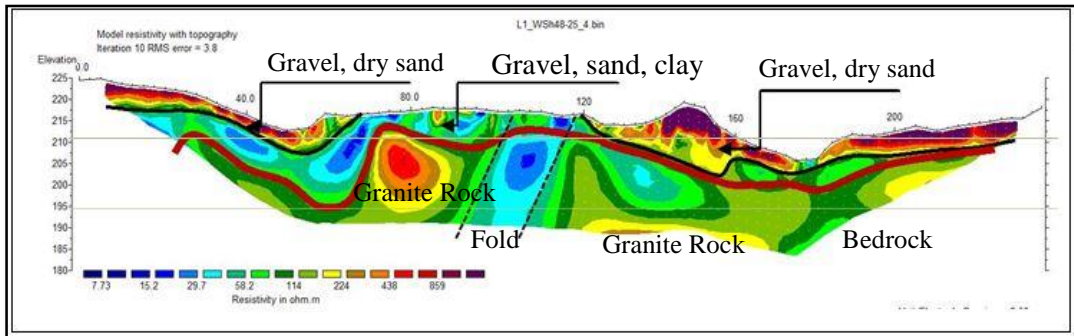 L1_WSh48-25_4.bin
Model resistivity with topography
Iteration 10 RMS error = 3.8
Elevation
0.0
Gravel, dry sand
Gravel, sand, clay
Gravel, dry sand
225
220
215
210
205
200
195
190
185
180
40.0
80.0
120
160
200
Granite Rock
Fold
Granite Rock
Bedrock
7.73 15.2 29.7 58.2 114 224 438 859
Resistivity in ohm.m